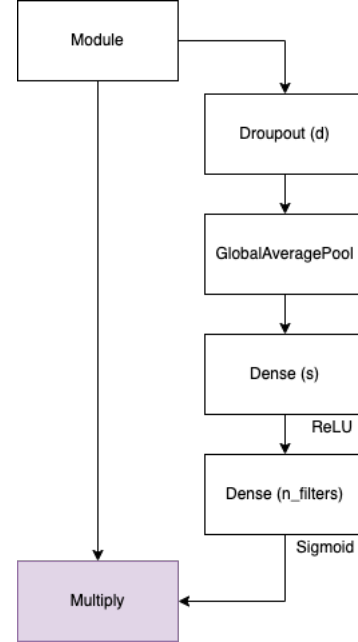 Module
Droupout (d)
GlobalAveragePool
Dense (s)
ReLU
Dense (n_filters)
Sigmoid
Multiply